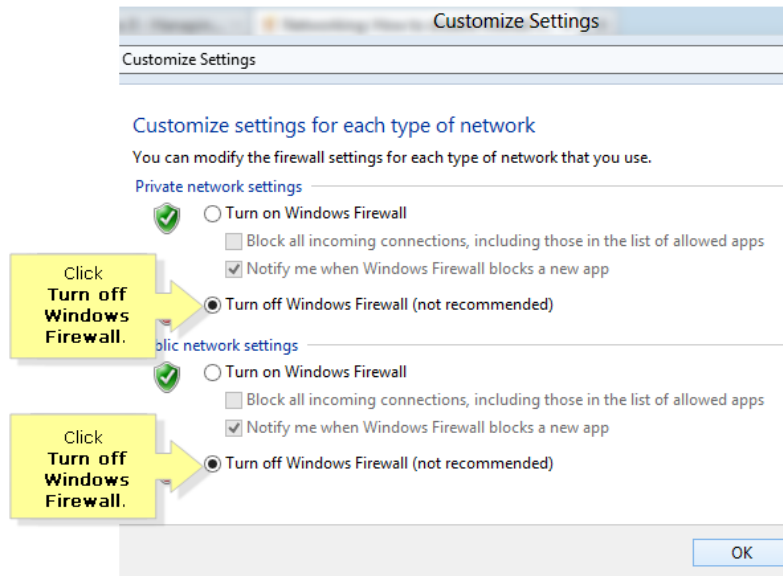 Customize Settings
Customize Settings
Customize settings for each type of network
You can modify the firewall settings for each type of network that you use.
Private network settings
Turn on Windows Firewall
Block all incoming connections, including those in the list of allowed apps
Notify me when Windows Firewall blocks a new app
Click
Turn off
Windows
Firewall.
Turn off Windows Firewall (not recommended)
blic network settings
Turn on Windows Firewall
Block all incoming connections, including those in the list of allowed apps
Notify me when Windows Firewall blocks a new app
Click
Turn off
Windows
Firewall.
Turn off Windows Firewall (not recommended)
OK